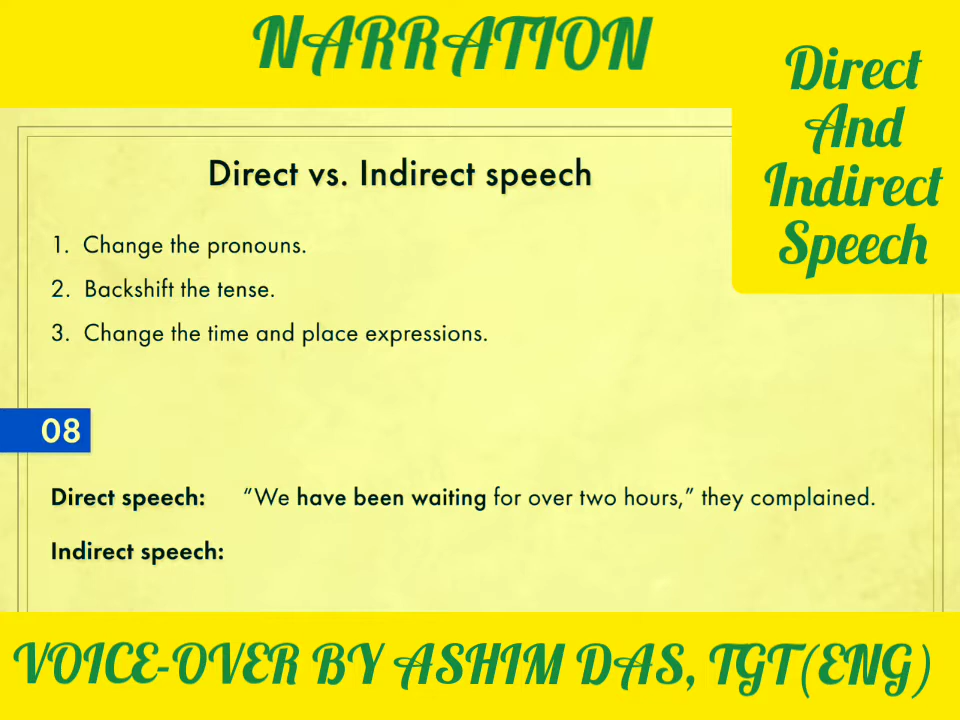 NARRATION
Direct
And
Indirect
Speech
Direct vs. Indirect speech
1. Change the pronouns.
2. Backshift the tense.
3. Change the time and place expressions.
08
Direct speech: “We have been waiting for over two hours,” they complained.
Indirect speech:
VOICE-OVER BY ASHIM DAS, TGT(ENG)